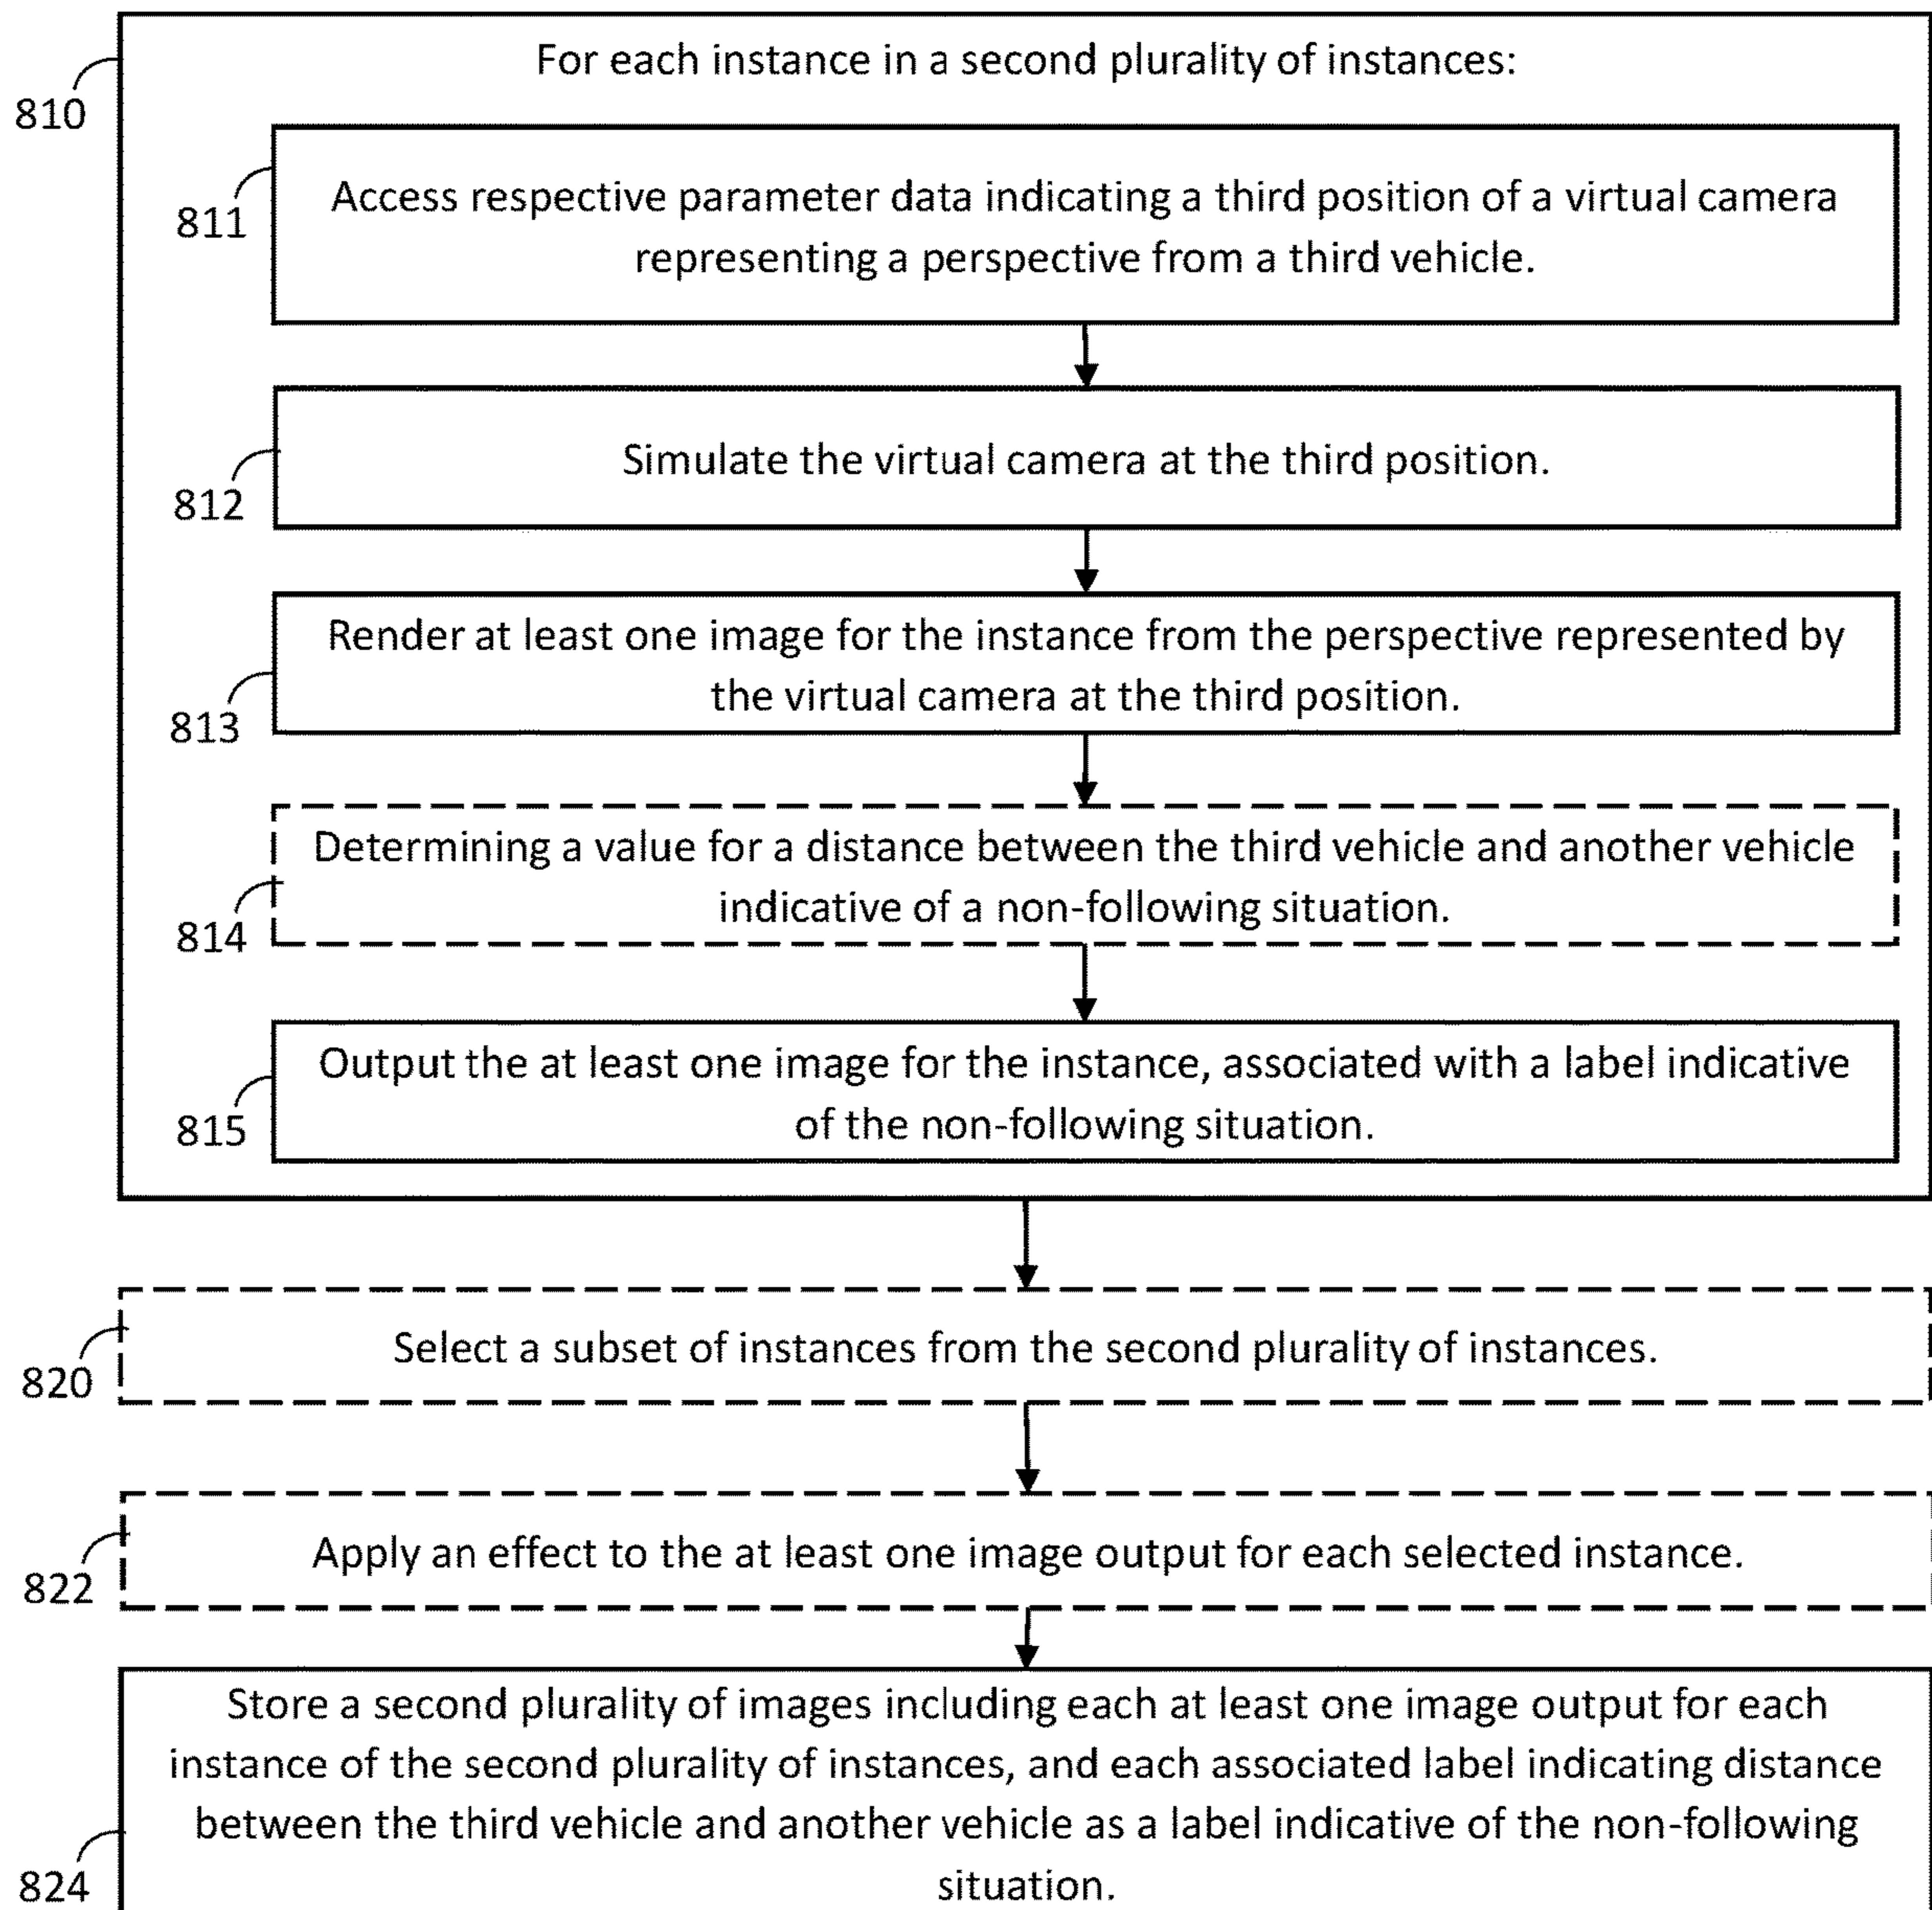 For each instance in a second plurality of instances:
810
Access respective parameter data indicating a third position of a virtual camera
representing a perspective from a third vehicle.
811
Simulate the virtual camera at the third position.
812
Render at least one image for the instance from the perspective represented by
the virtual camera at the third position.
813
Determining a value for a distance between the third vehicle and another vehicle
indicative of a non-following situation.
814
Output the at least one image for the instance, associated with a label indicative
of the non-following situation.
815
Select a subset of instances from the second plurality of instances.
820
Apply an effect to the at least one image output for each selected instance.
822
Store a second plurality of images including each at least one image output for each
instance of the second plurality of instances, and each associated label indicating distance
between the third vehicle and another vehicle as a label indicative of the non-following
situation.
824